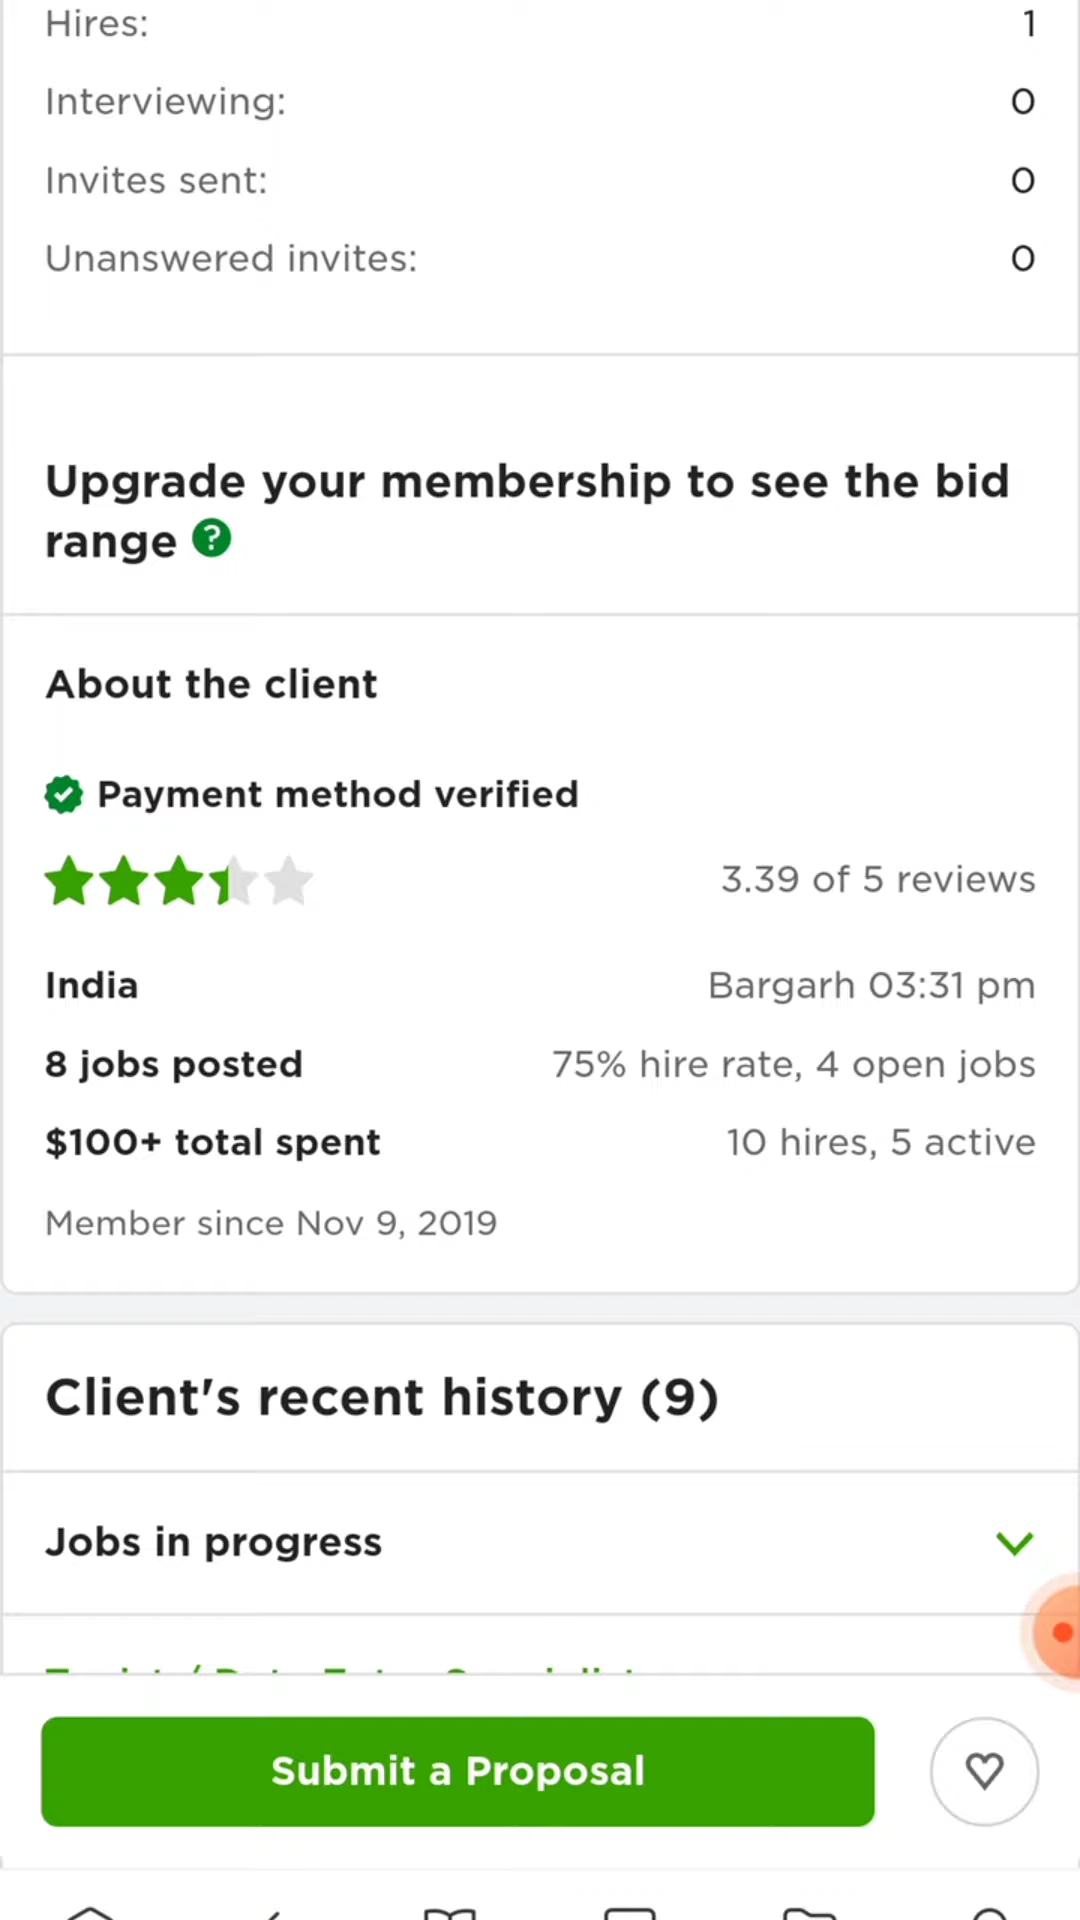 Hires: 1
Interviewing: 0
Invites sent: 0
Unanswered invites: 0
Upgrade your membership to see the bid
range ?
About the client
Payment method verified
3.39 of 5 reviews
India Bargarh 03:31 pm
8 jobs posted 75% hire rate, 4 open jobs
$100+ total spent 10 hires, 5 active
Member since Nov 9, 2019
Client's recent history (9)
Jobs in progress
Submit a Proposal